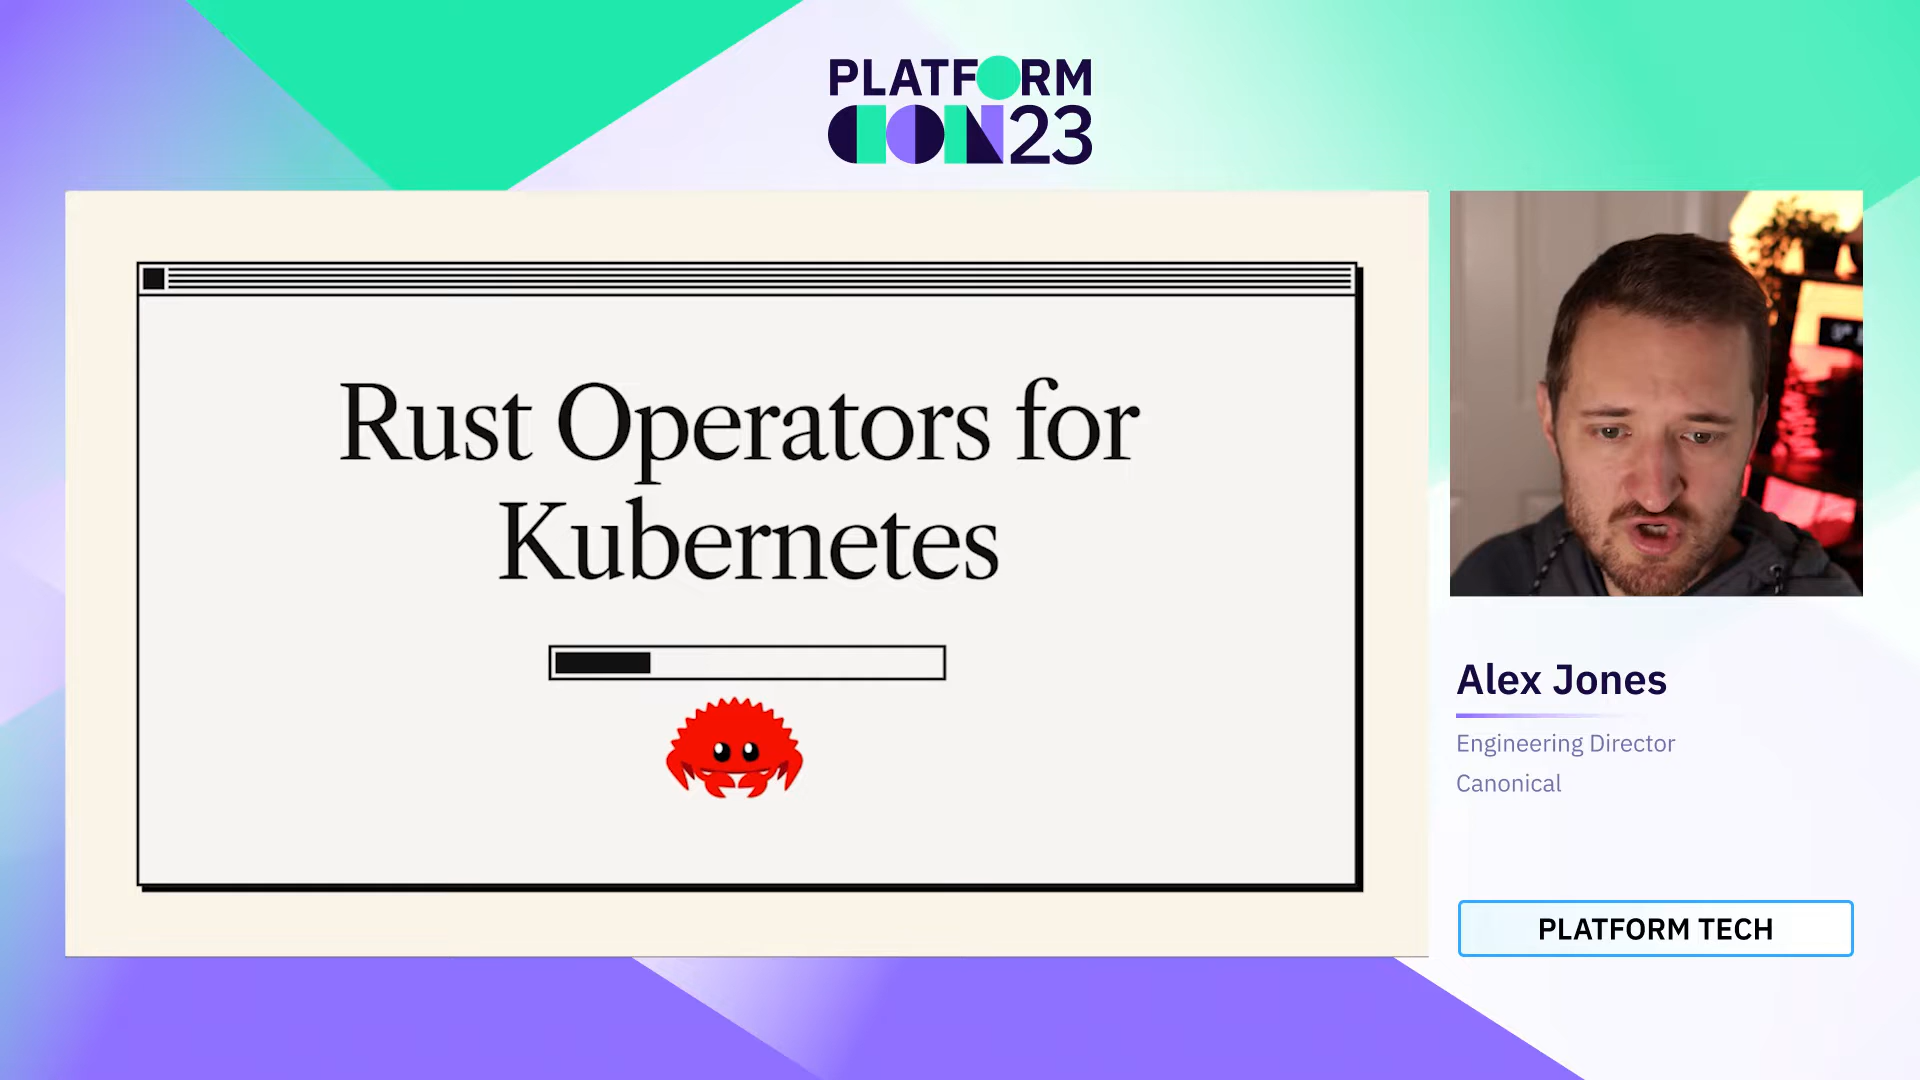 PLATFORM
CON23
Rust Operators for
Kubernetes
Alex Jones
Engineering Director
Canonical
PLATFORM TECH